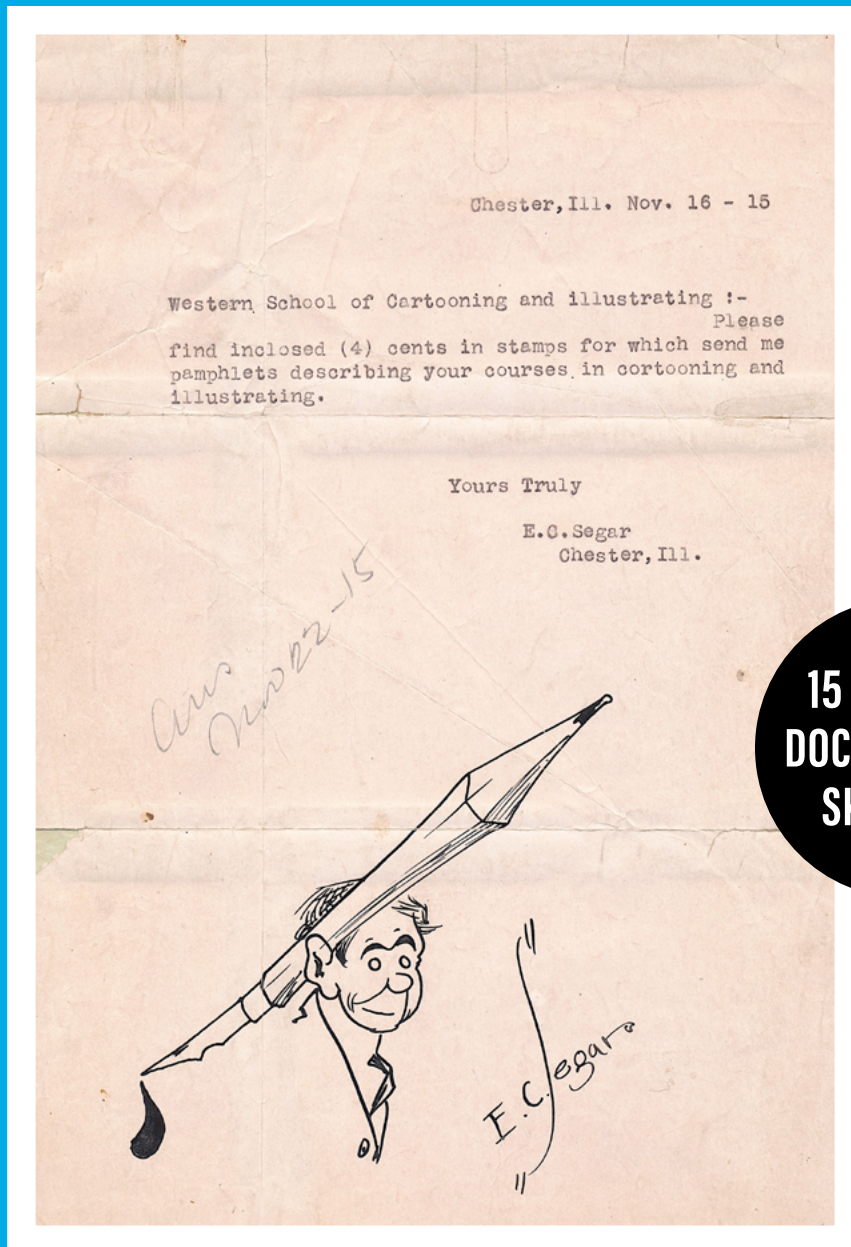 Chester, Ill. Nov. 16 - 15
Western School of Cartooning and illustrating :-
Please
find inclosed (4) cents in stamps for which send me
pamphlets describing your courses in cortooning and
illustrating.
Yours Truly
E.C.Segar
Chester, Ill.
ans
Nov 22-15
15
DOC
SK
E.C.Segar